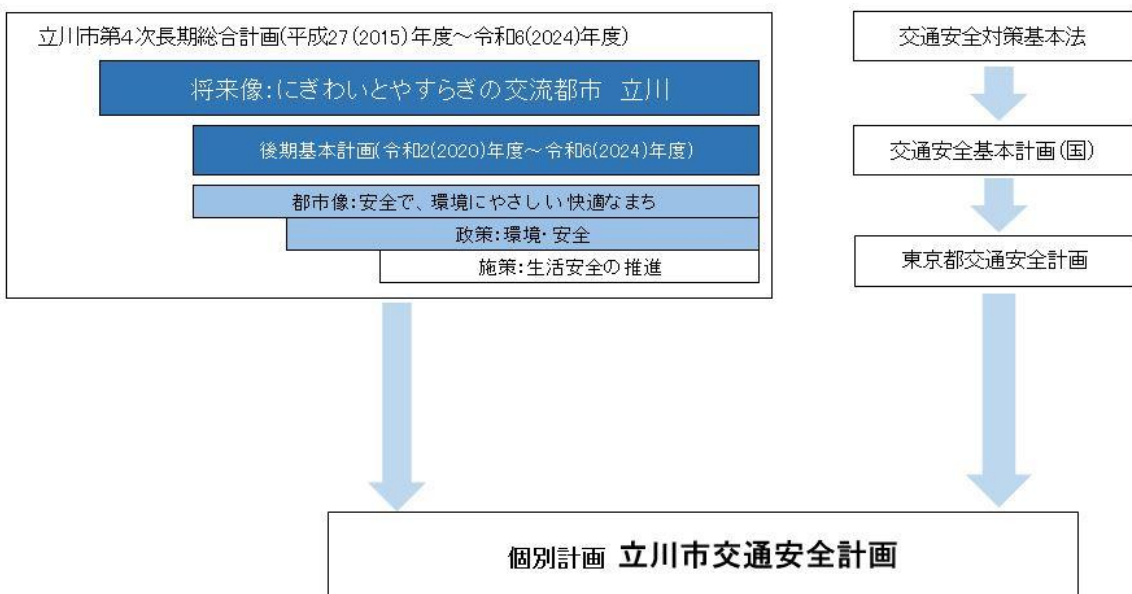 立川市第4次長期総合計画(平成27(2015)年度~令和6(2024)年度)
将来像:にぎわいとやすらぎの交流都市 立川
後期基本計画(令和2(2020)年度~令和6(2024)年度)
都市像:安全で、環境にやさしい快適なまち
政策:環境・安全
施策:生活安全の推進
交通安全対策基本法
交通安全基本計画(国)
東京都交通安全計画
個別計画 立川市交通安全計画